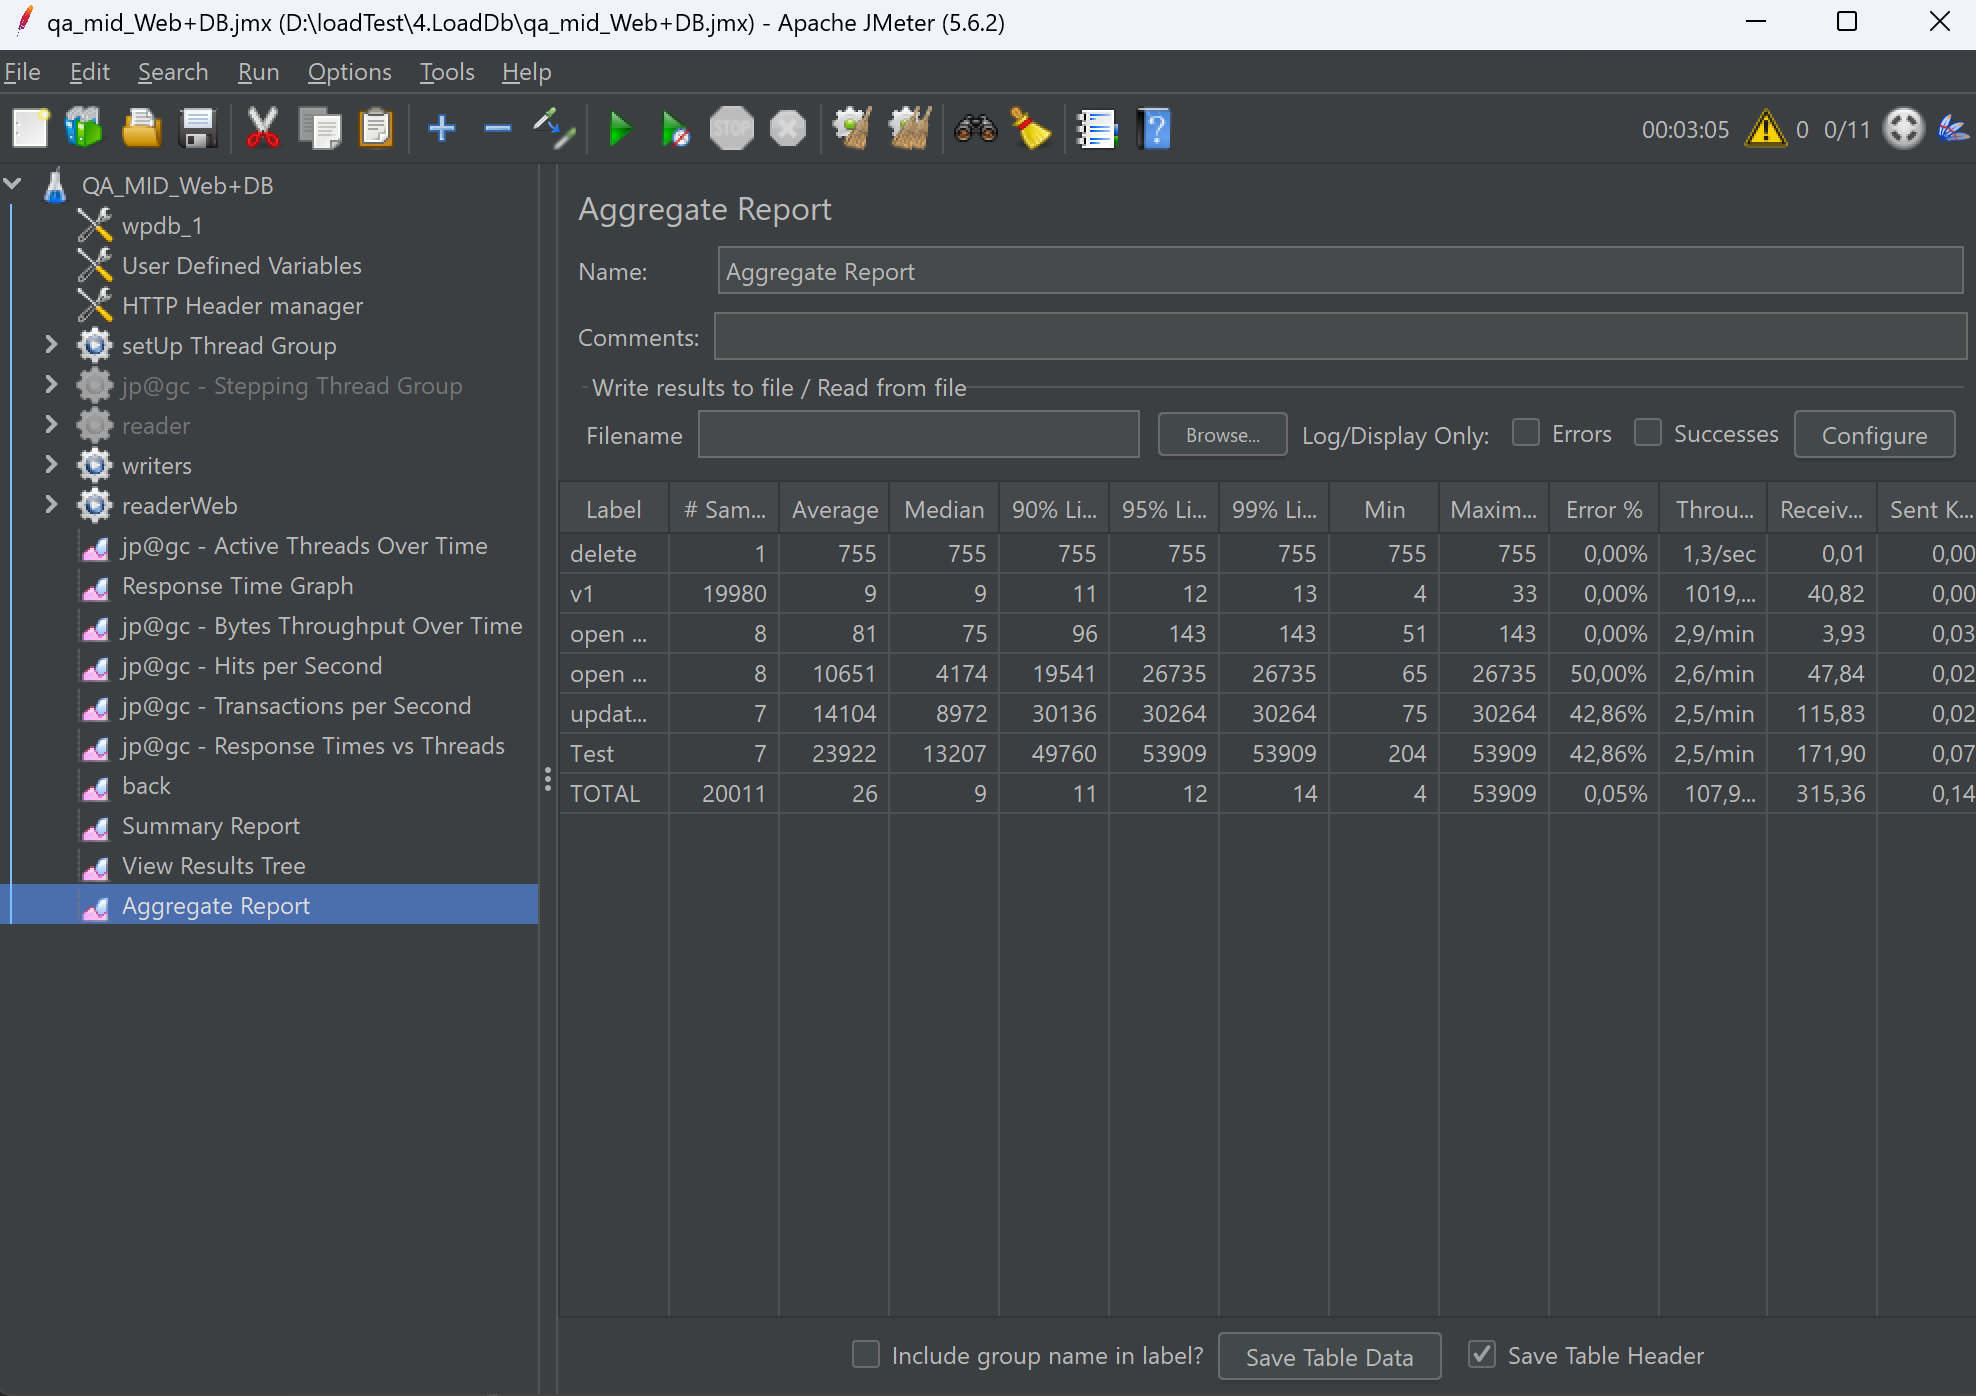 qa_mid_Web+DB.jmx (D:\loadTest\4.LoadDb\qa_mid_Web+DB.jmx) - Apache JMeter (5.6.2)
File Edit Search Run Options Tools Help
STOP
00:03:05 0 0/11
QA_MID_Web+DB
wpdb_1
User Defined Variables
HTTP Header manager
setUp Thread Group
jp@gc - Stepping Thread Group
reader
writers
readerWeb
jp@gc - Active Threads Over Time
Response Time Graph
jp@gc - Bytes Throughput Over Time
jp@gc - Hits per Second
jp@gc - Transactions per Second
jp@gc - Response Times vs Threads
back
Summary Report
View Results Tree
Aggregate Report
Aggregate Report
Name: Aggregate Report
Comments:
Write results to file / Read from file
Filename Browse... Log/Display Only: Errors Successes Configure
Label # Sam... Average Median 90% Li... 95% Li... 99% Li... Min Maxim... Error % Throu... Receiv... Sent K...
delete 1 755 755 755 755 755 755 755 0,00% 1,3/sec 0,01 0,00
v1 19980 9 9 11 12 13 4 33 0,00% 1019,... 40,82 0,00
open ... 8 81 75 96 143 143 51 143 0,00% 2,9/min 3,93 0,03
open ... 8 10651 4174 19541 26735 26735 65 26735 50,00% 2,6/min 47,84 0,02
updat... 7 14104 8972 30136 30264 30264 75 30264 42,86% 2,5/min 115,83 0,02
Test 7 23922 13207 49760 53909 53909 204 53909 42,86% 2,5/min 171,90 0,07
TOTAL 20011 26 9 11 12 14 4 53909 0,05% 107,9... 315,36 0,14
Include group name in label? Save Table Data Save Table Header